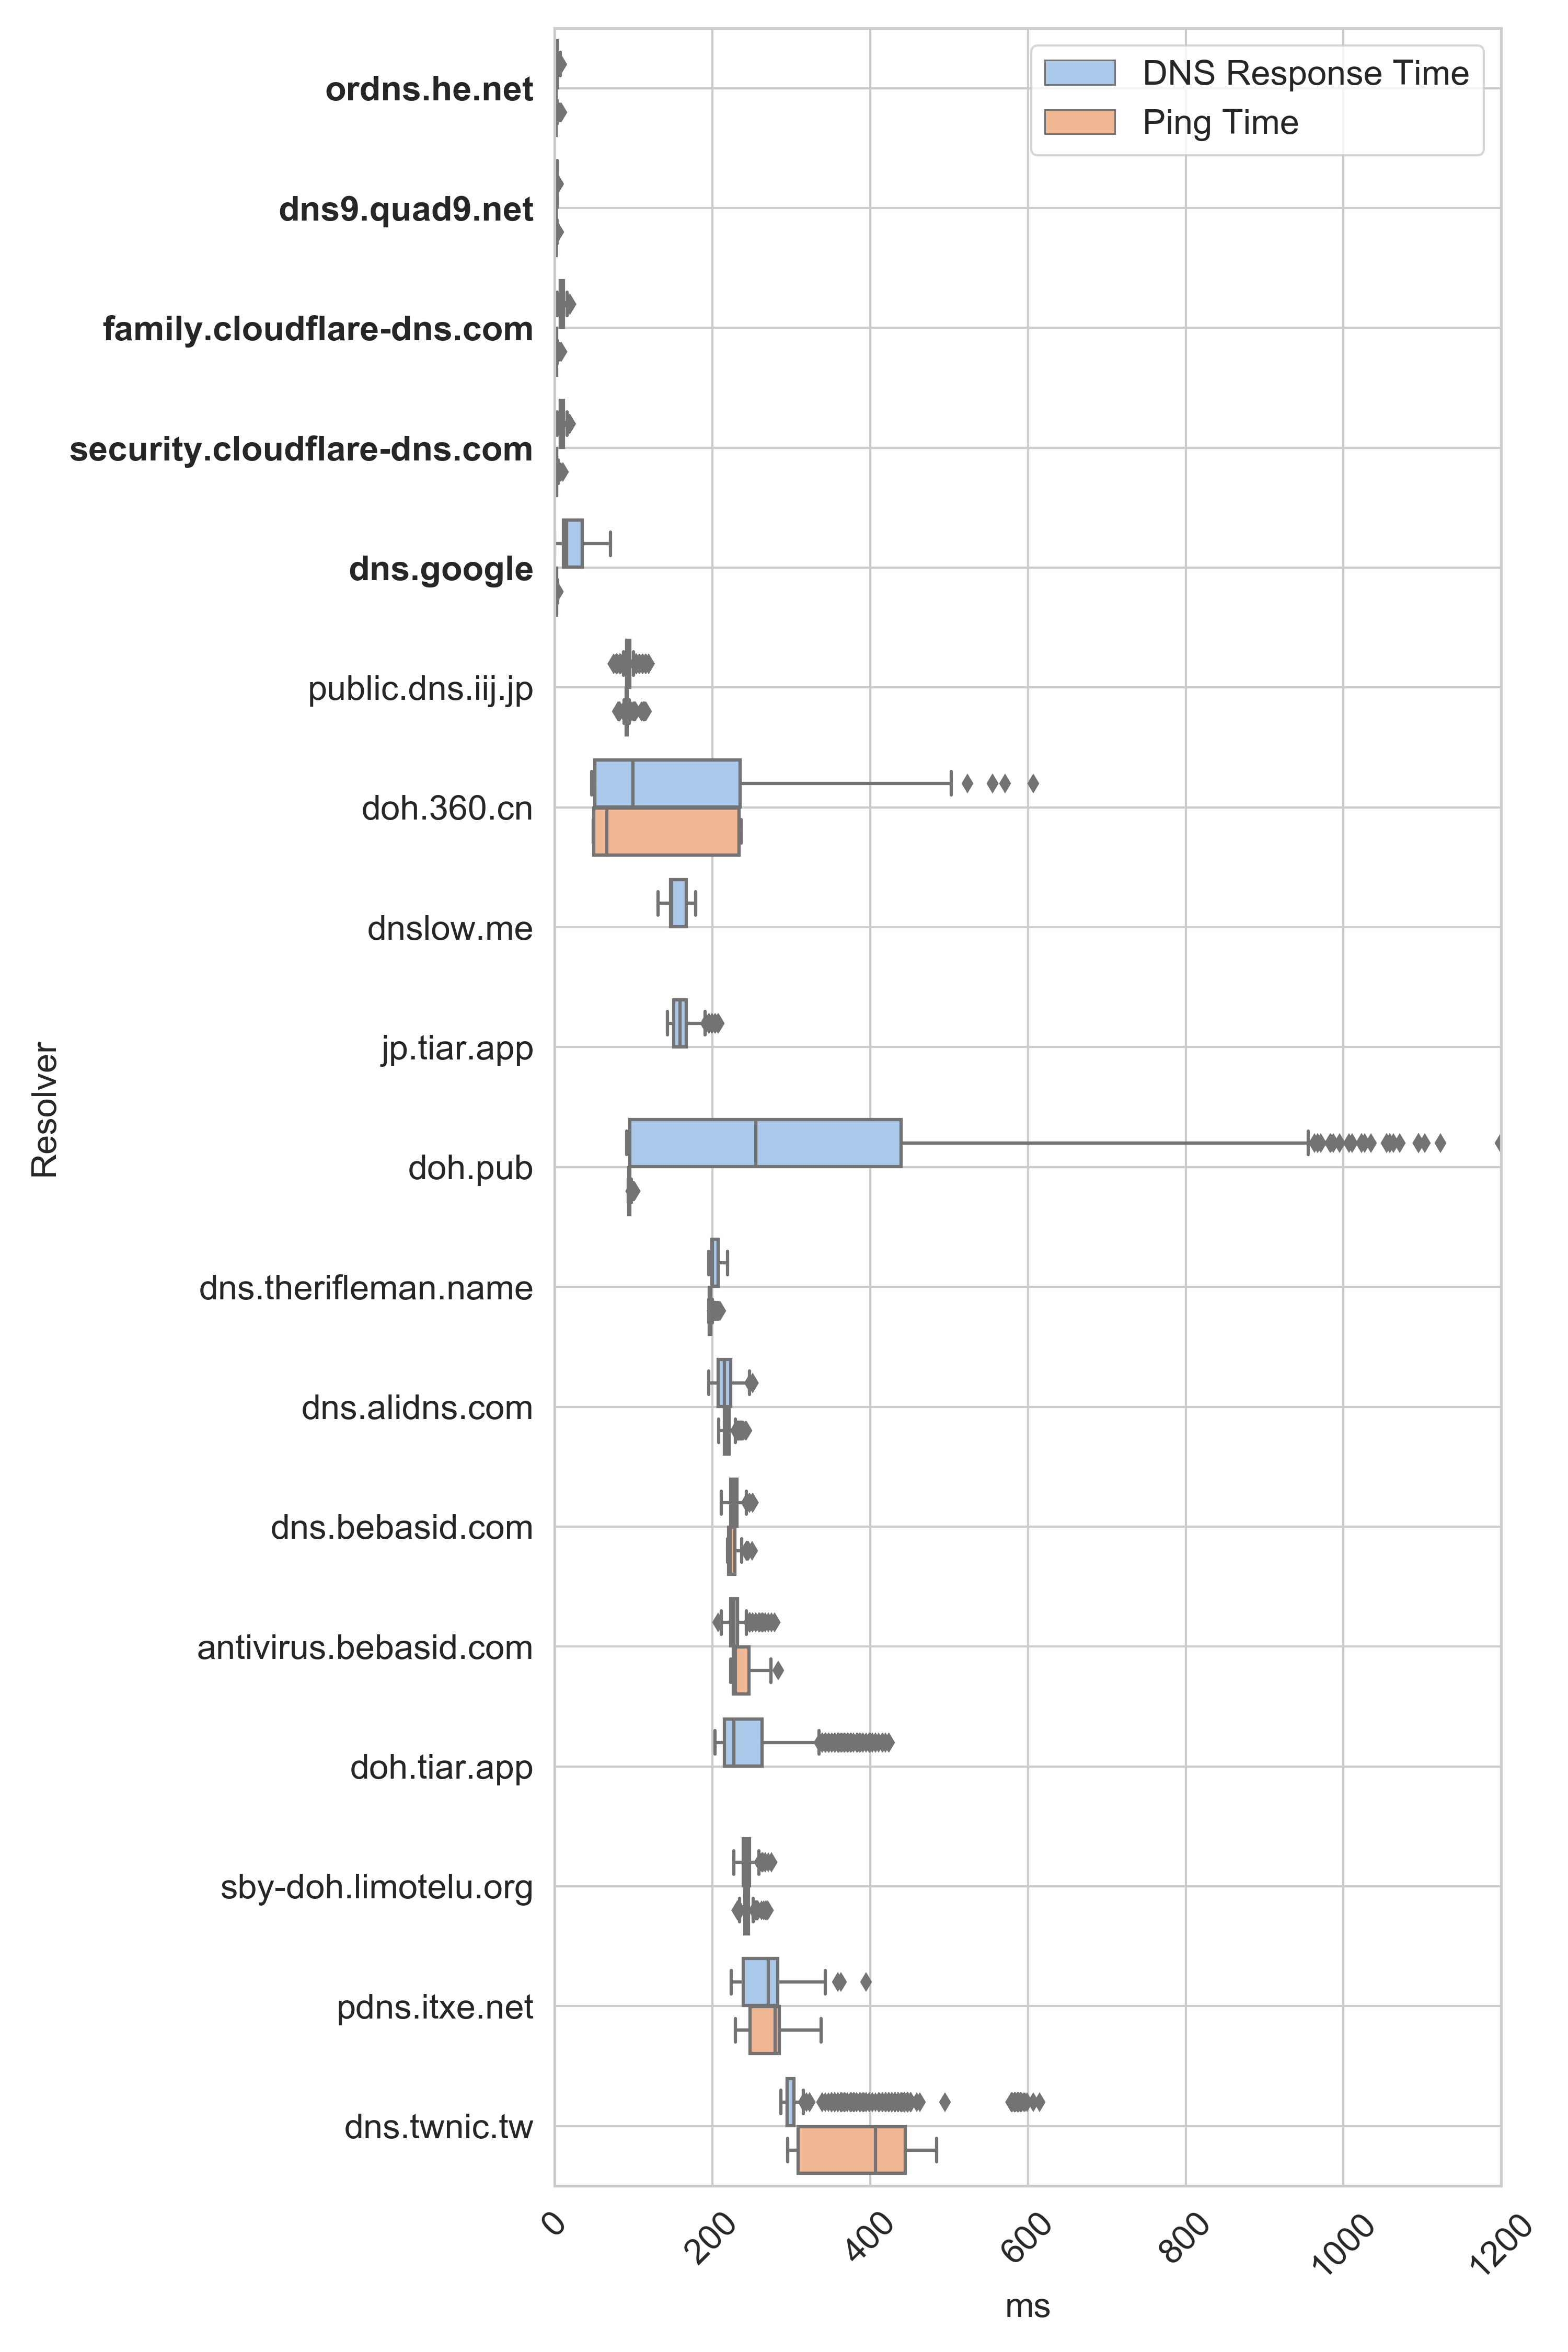 DNS Response Time
Ping Time
ordns.he.net
dns9.quad9.net
family.cloudflare-dns.com
security.cloudflare-dns.com
dns.google
public.dns.iij.jp
doh.360.cn
dnslow.me
jp.tiar.app
doh.pub
dns.therifleman.name
dns.alidns.com
dns.bebasid.com
antivirus.bebasid.com
doh.tiar.app
sby-doh.limotelu.org
pdns.itxe.net
dns.twnic.tw
Resolver
0 200 400 600 800 1000 1200
ms